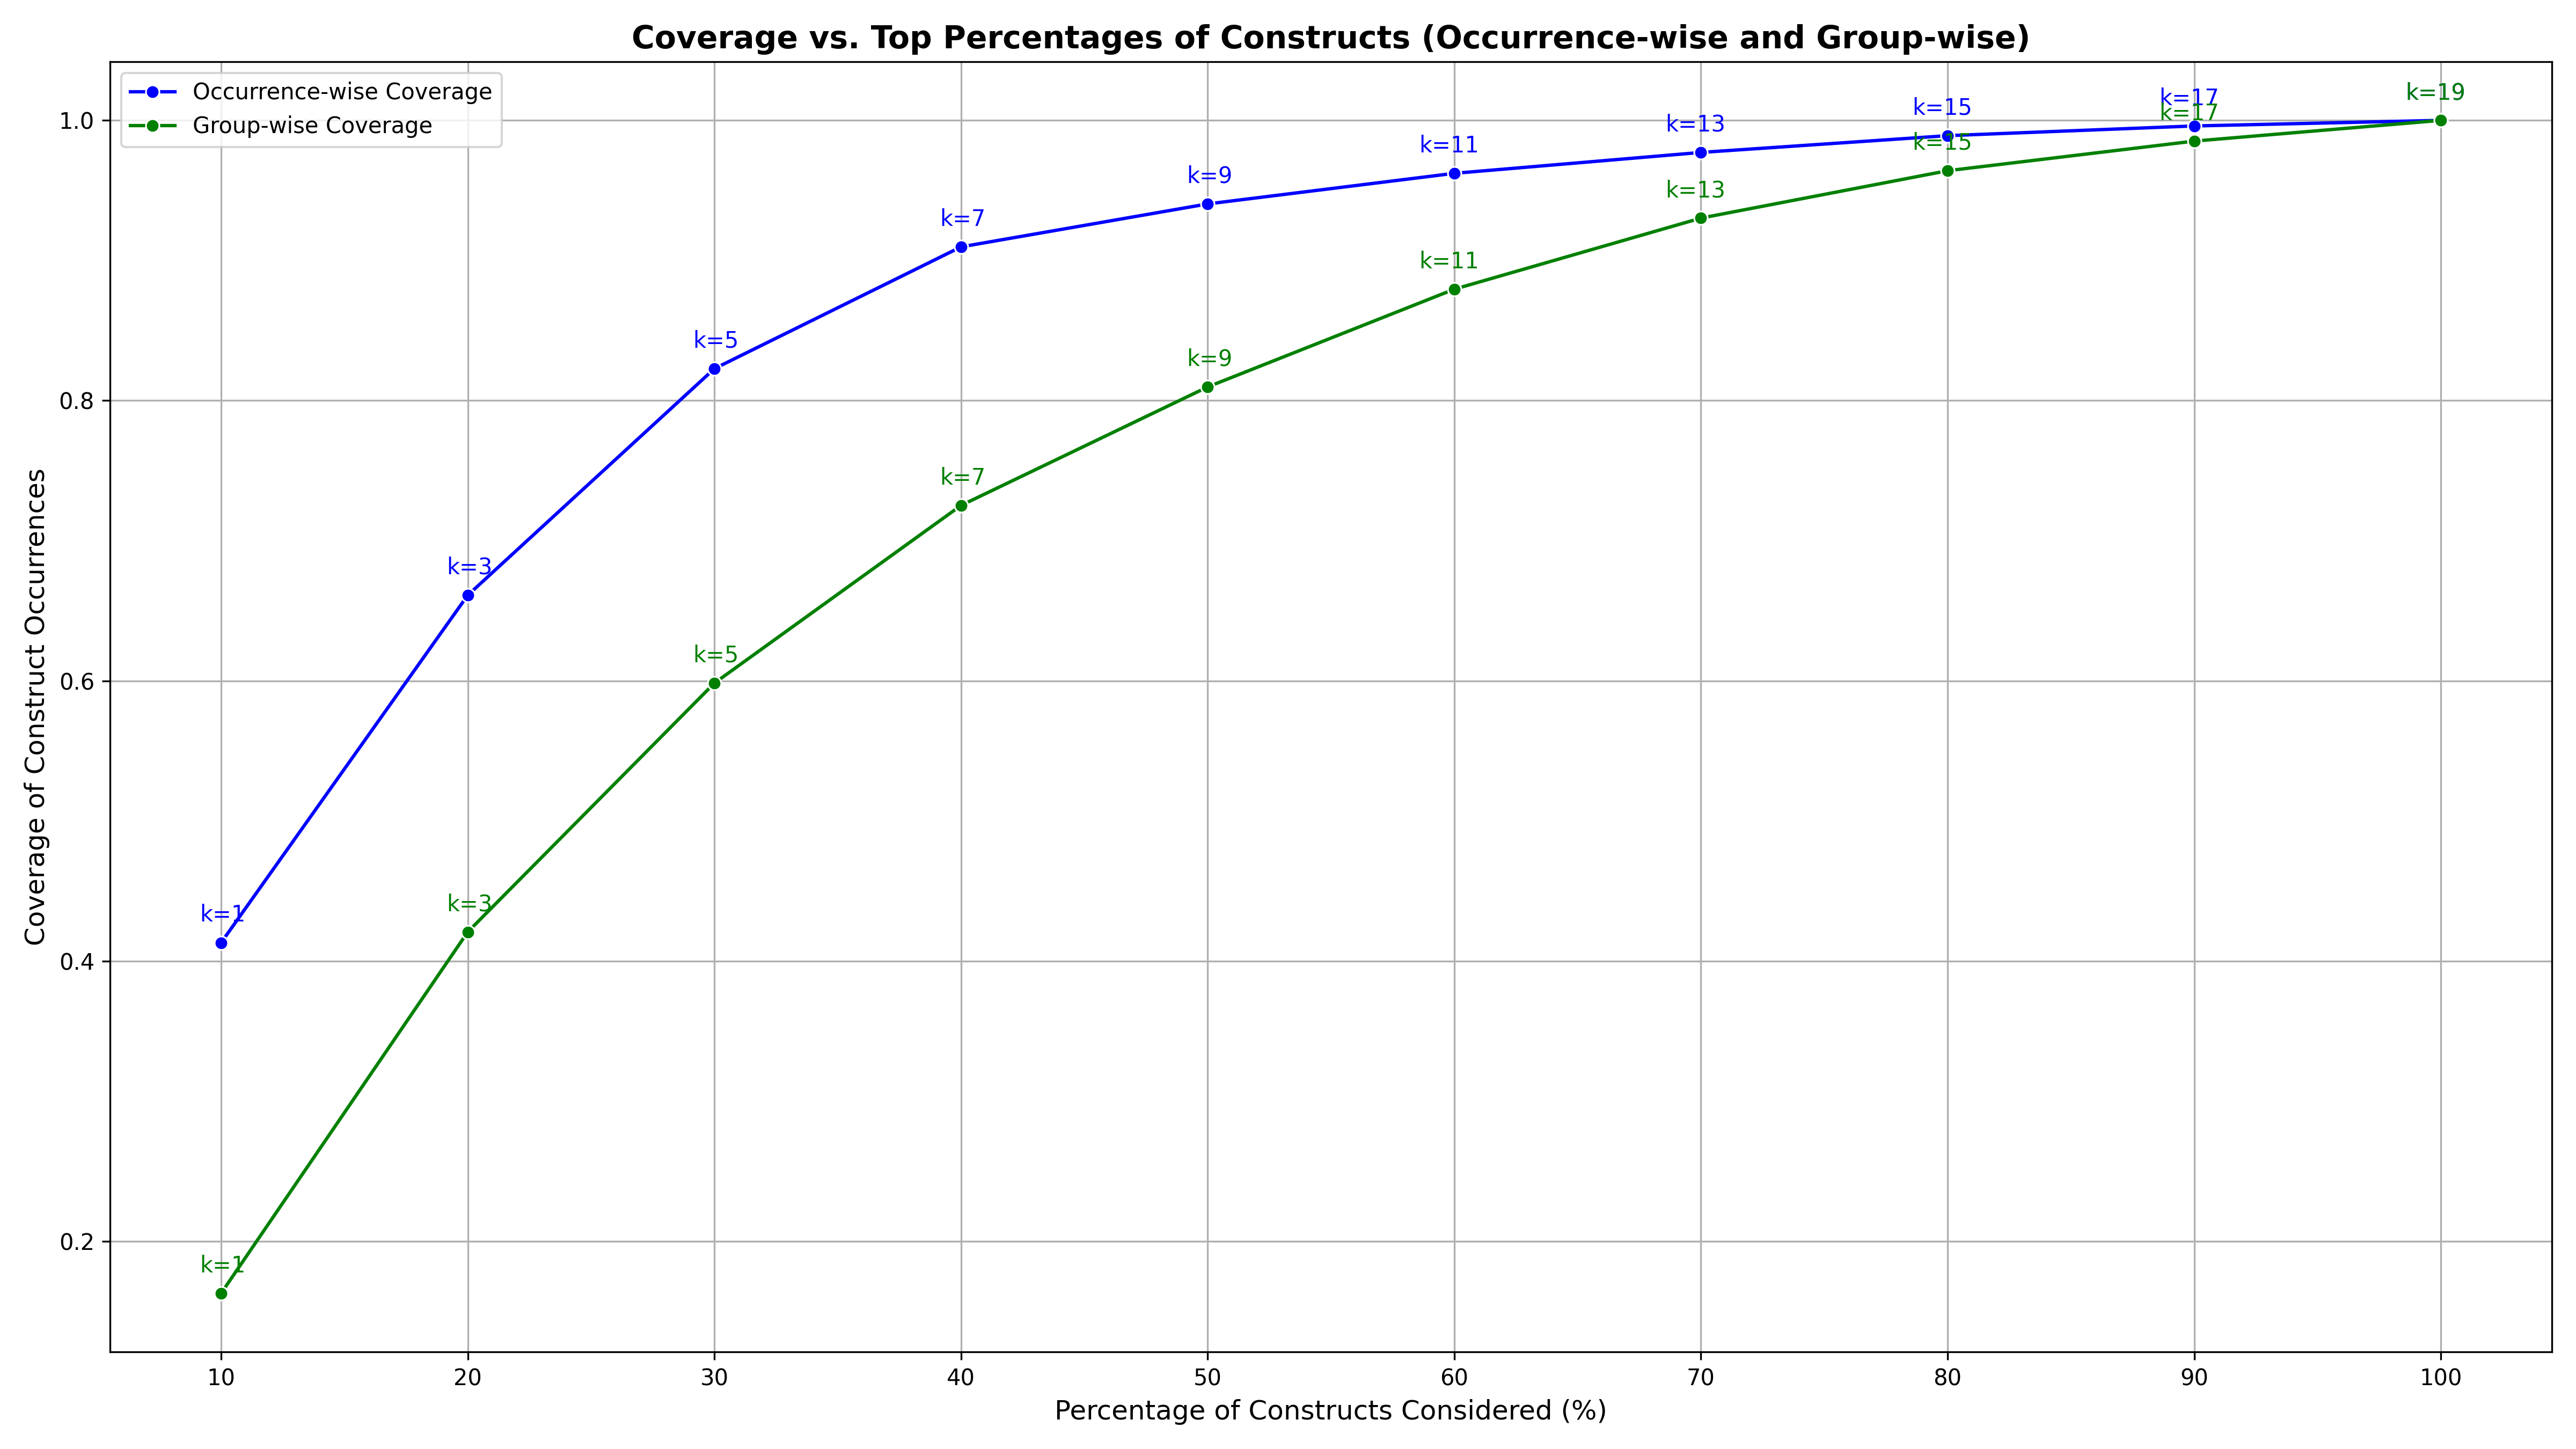 Coverage vs. Top Percentages of Constructs (Occurrence-wise and Group-wise)
Occurrence-wise Coverage
Group-wise Coverage
Coverage of Construct Occurrences
1.0
0.8
0.6
0.4
0.2
k=1
k=3
k=5
k=7
k=9
k=11
k=13
k=15
k=17
k=1
k=3
k=5
k=7
k=9
k=11
k=13
k=15
k=17
k=19
10 20 30 40 50 60 70 80 90 100
Percentage of Constructs Considered (%)